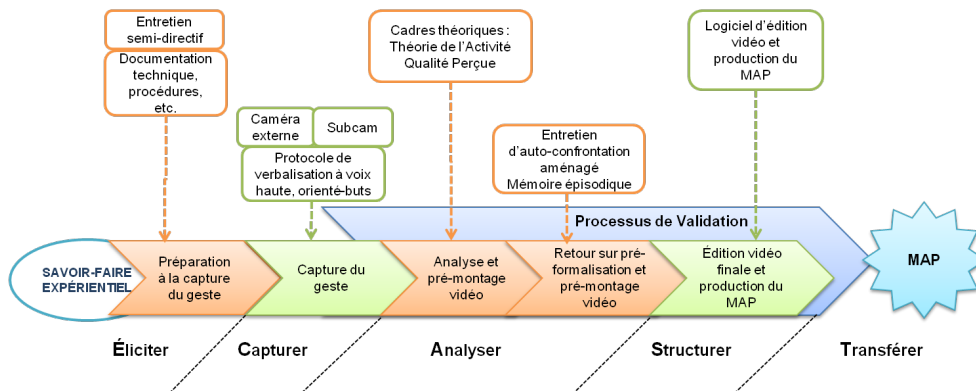 Entretien
semi-directif
Documentation
technique,
procédures,
etc.
Caméra
externe
Subcam
Protocole de
verbalisation à voix
haute, orienté-buts
Cadres théoriques :
Théorie de l'Activité
Qualité Perçue
Entretien
d'auto-confrontation
aménagé
Mémoire épisodique
Logiciel d'édition
vidéo et
production du
MAP
Processus de Validation
SAVOIR-FAIRE
EXPÉRIENTIEL
Préparation
à la capture
du geste
Capture du
geste
Analyse et
pré-montage
vidéo
Retour sur pré-
formalisation et
pré-montage
vidéo
Édition vidéo
finale et
production du
MAP
MAP
Éliciter
Capturer
Analyser
Structurer
Transférer